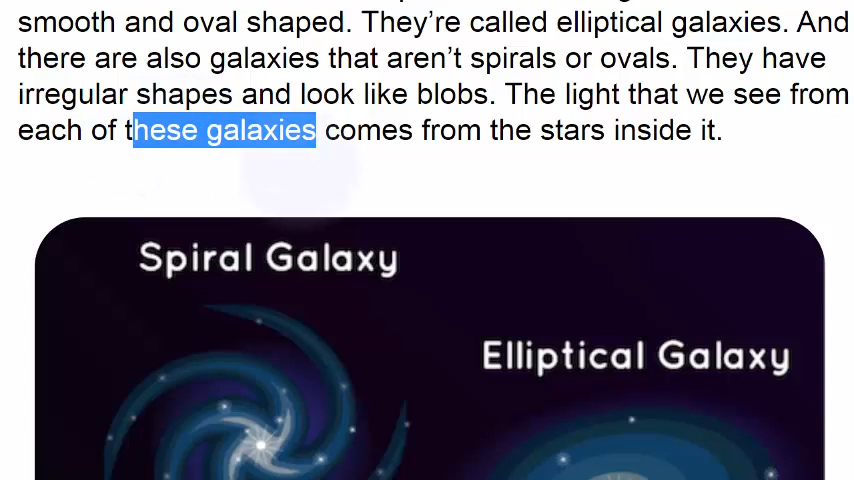 smooth and oval shaped. They’re called elliptical galaxies. And
there are also galaxies that aren’t spirals or ovals. They have
irregular shapes and look like blobs. The light that we see from
each of these galaxies comes from the stars inside it.
Spiral Galaxy
Elliptical Galaxy